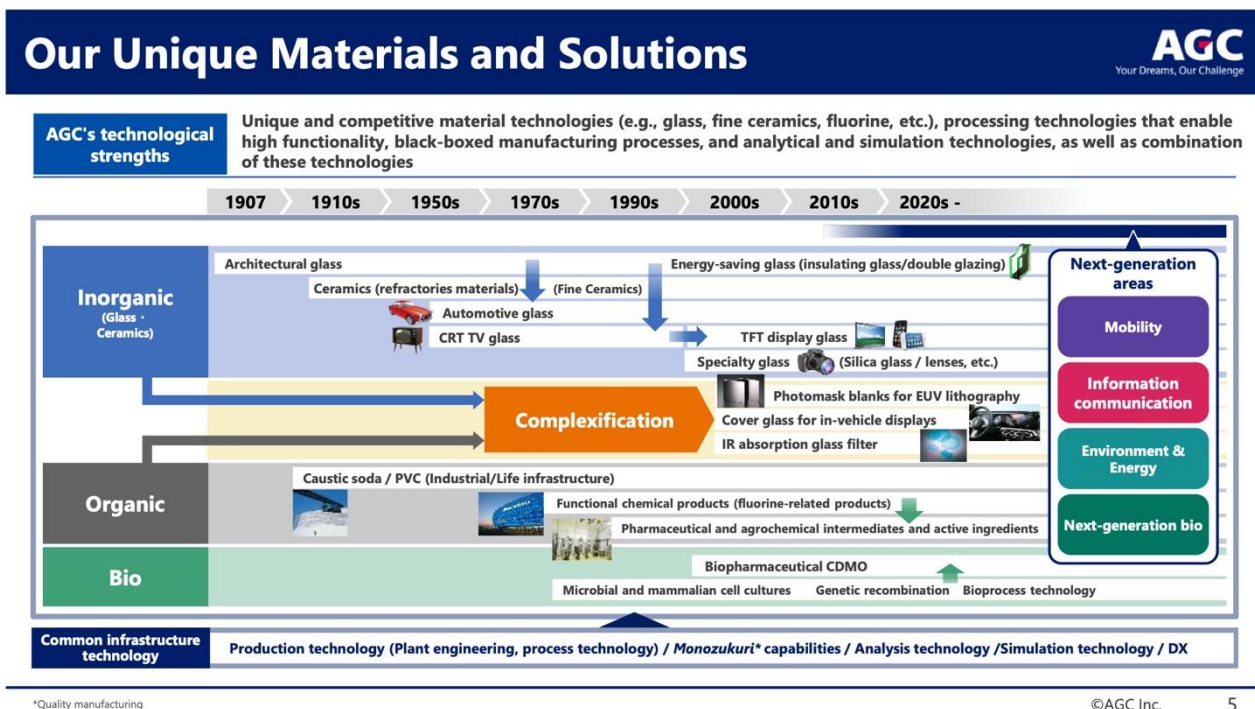 Our Unique Materials and Solutions
AGC
Your Dreams, Our Challenge
AGC's technological
strengths
Unique and competitive material technologies (e.g., glass, fine ceramics, fluorine, etc.), processing technologies that enable
high functionality, black-boxed manufacturing processes, and analytical and simulation technologies, as well as combination
of these technologies
1907 1910s 1950s 1970s 1990s 2000s 2010s 2020s -
Inorganic
(Glass・
Ceramics)
Architectural glass
Energy-saving glass (insulating glass/double glazing)
Ceramics (refractories materials)
(Fine Ceramics)
Automotive glass
CRT TV glass
TFT display glass
Specialty glass
(Silica glass / lenses, etc.)
Complexification
Photomask blanks for EUV lithography
Cover glass for in-vehicle displays
IR absorption glass filter
Organic
Caustic soda / PVC (Industrial/Life infrastructure)
Functional chemical products (fluorine-related products)
Pharmaceutical and agrochemical intermediates and active ingredients
Bio
Biopharmaceutical CDMO
Microbial and mammalian cell cultures Genetic recombination Bioprocess technology
Next-generation
areas
Mobility
Information
communication
Environment &
Energy
Next-generation bio
Common infrastructure
technology
Production technology (Plant engineering, process technology) / Monozukuri* capabilities / Analysis technology /Simulation technology / DX
*Quality manufacturing
©AGC Inc. 5